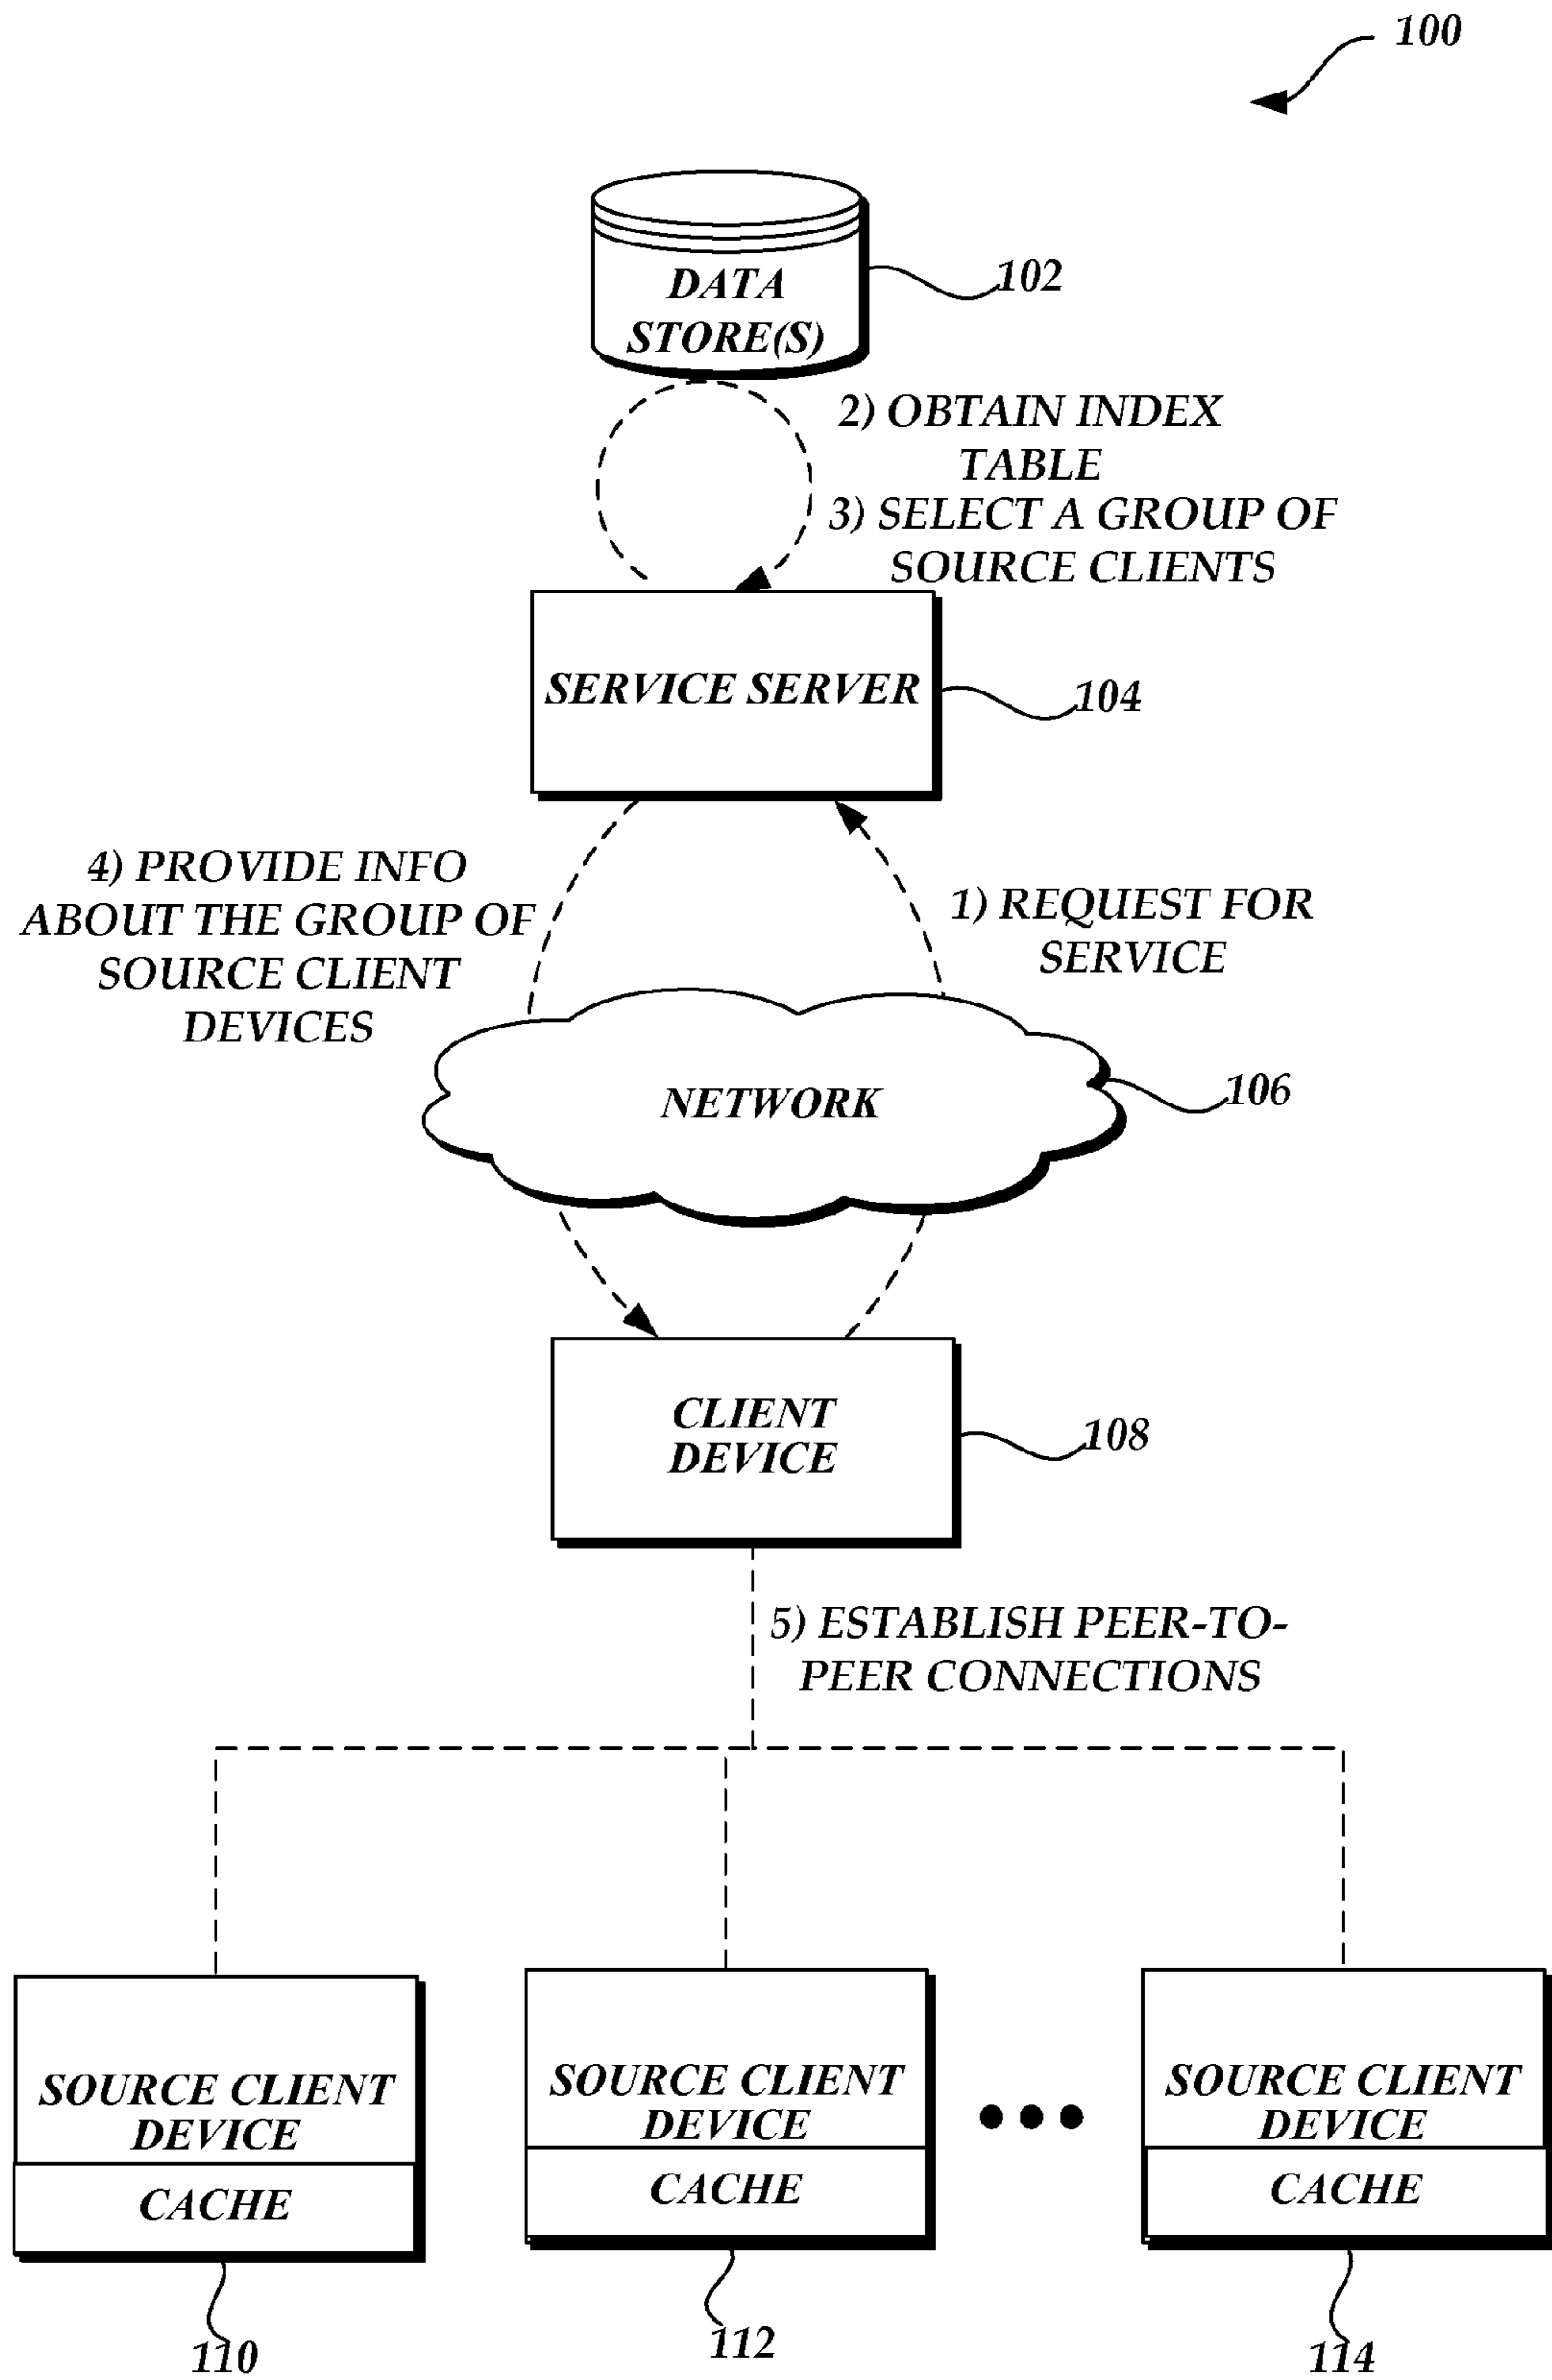 100
DATA
STORE(S)
102
2) OBTAIN INDEX
TABLE
3) SELECT A GROUP OF
SOURCE CLIENTS
SERVICE SERVER
104
4) PROVIDE INFO
ABOUT THE GROUP OF
SOURCE CLIENT
DEVICES
1) REQUEST FOR
SERVICE
NETWORK
106
CLIENT
DEVICE
108
5) ESTABLISH PEER-TO-
PEER CONNECTIONS
SOURCE CLIENT
DEVICE
CACHE
110
SOURCE CLIENT
DEVICE
CACHE
112
SOURCE CLIENT
DEVICE
CACHE
114